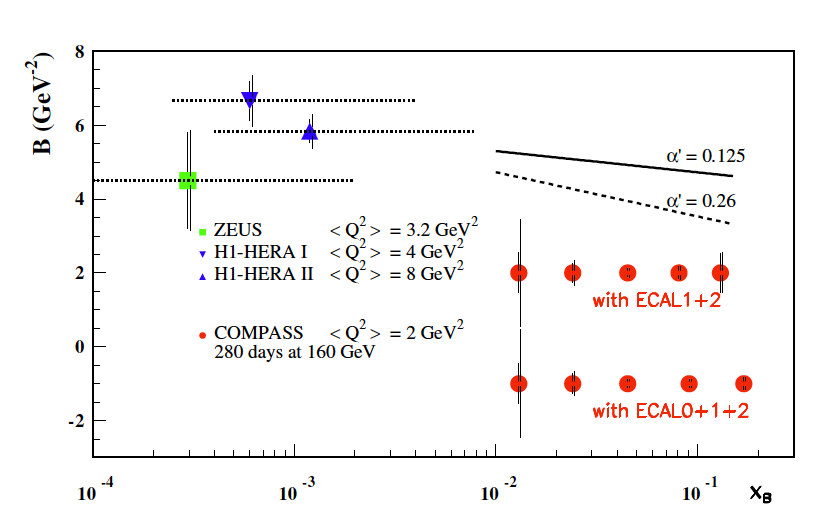 B (GeV⁻²)
8
6
4
2
0
-2
α' = 0.125
α' = 0.26
ZEUS < Q² > = 3.2 GeV²
H1-HERA I < Q² > = 4 GeV²
H1-HERA II < Q² > = 8 GeV²
with ECAL1+2
COMPASS < Q² > = 2 GeV²
280 days at 160 GeV
with ECAL0+1+2
10⁻⁴ 10⁻³ 10⁻² 10⁻¹ x_B